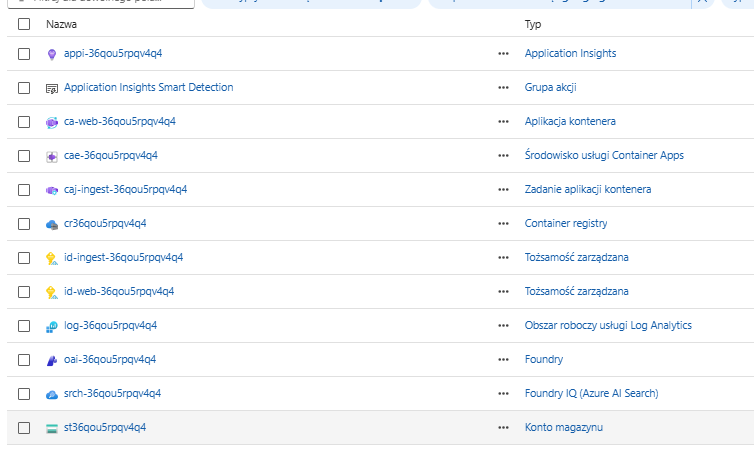 Nazwa Typ
appi-36qou5rpqv4q4 ••• Application Insights
Application Insights Smart Detection ••• Grupa akcji
ca-web-36qou5rpqv4q4 ••• Aplikacja kontenera
cae-36qou5rpqv4q4 ••• Środowisko usługi Container Apps
caj-ingest-36qou5rpqv4q4 ••• Zadanie aplikacji kontenera
cr36qou5rpqv4q4 ••• Container registry
id-ingest-36qou5rpqv4q4 ••• Tożsamość zarządzana
id-web-36qou5rpqv4q4 ••• Tożsamość zarządzana
log-36qou5rpqv4q4 ••• Obszar roboczy usługi Log Analytics
oai-36qou5rpqv4q4 ••• Foundry
srch-36qou5rpqv4q4 ••• Foundry IQ (Azure AI Search)
st36qou5rpqv4q4 ••• Konto magazynu